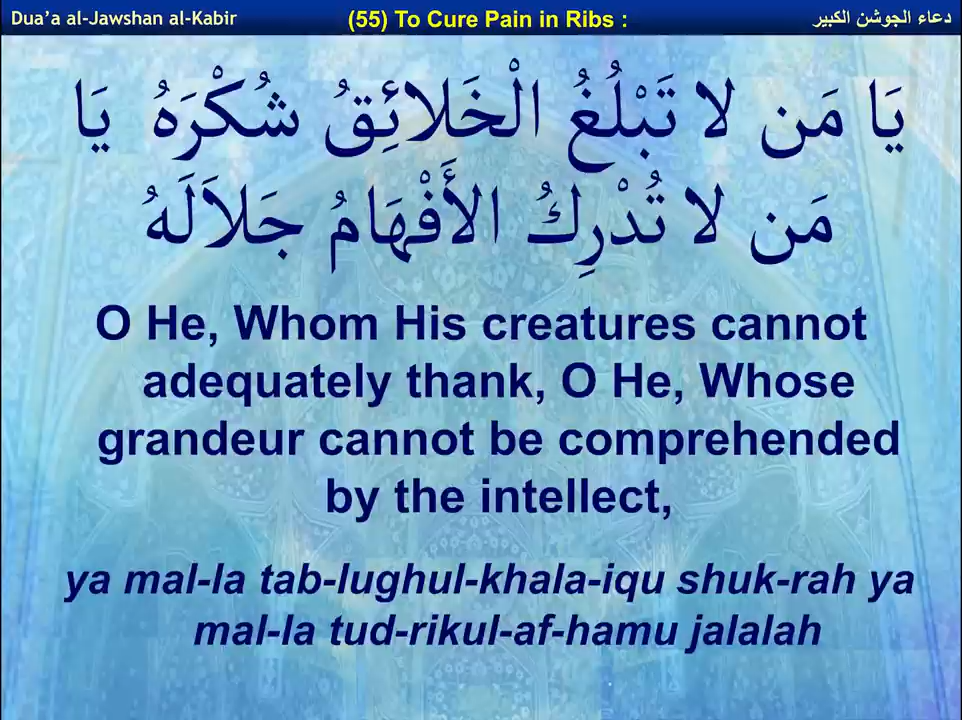 Dua’a al-Jawshan al-Kabir
(55) To Cure Pain in Ribs :
دعاء الجوشن الكبير
يَا مَن لا تَبْلُغُ الْخَلائِقُ شُكْرَهُ يَا
مَن لا تُدْرِكُ الأَفْهَامُ جَلاَلَهُ
O He, Whom His creatures cannot
adequately thank, O He, Whose
grandeur cannot be comprehended
by the intellect,
ya mal-la tab-lughul-khala-iqu shuk-rah ya
mal-la tud-rikul-af-hamu jalalah